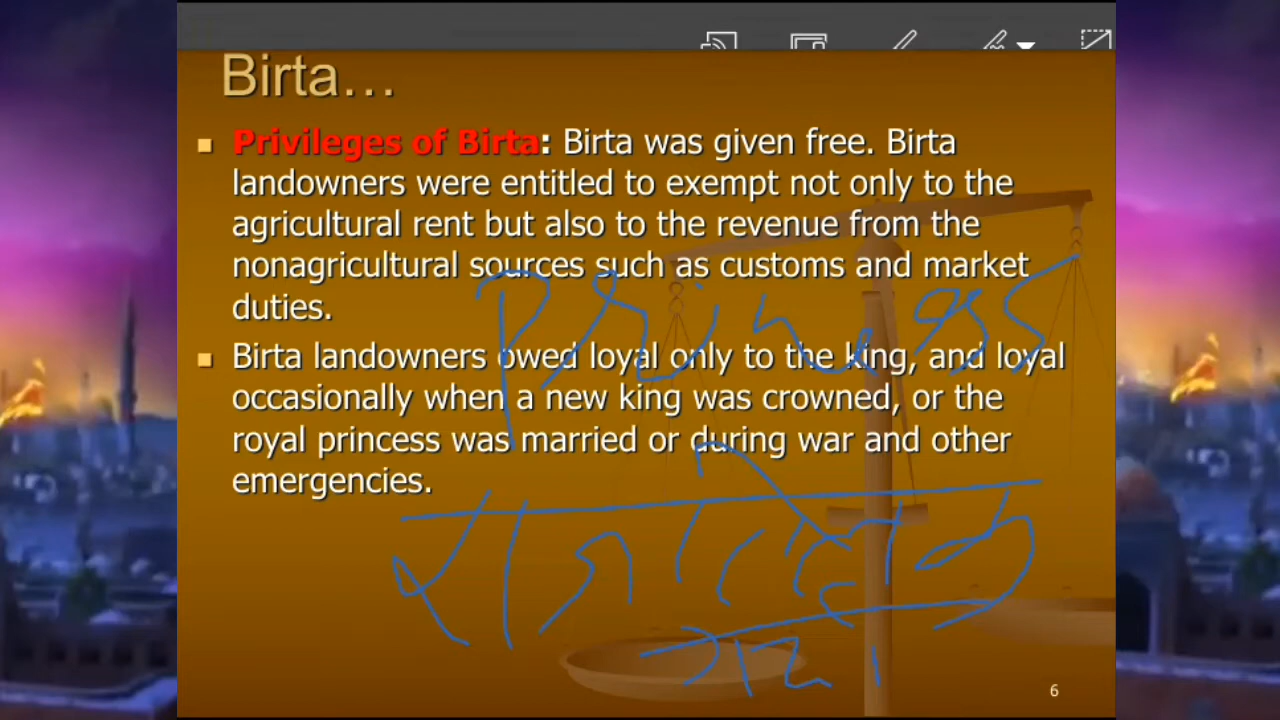 Birta…
Privileges of Birta: Birta was given free. Birta
landowners were entitled to exempt not only to the
agricultural rent but also to the revenue from the
nonagricultural sources such as customs and market
duties.
Princess
Birta landowners owed loyal only to the king, and loyal
occasionally when a new king was crowned, or the
royal princess was married or during war and other
emergencies.
6